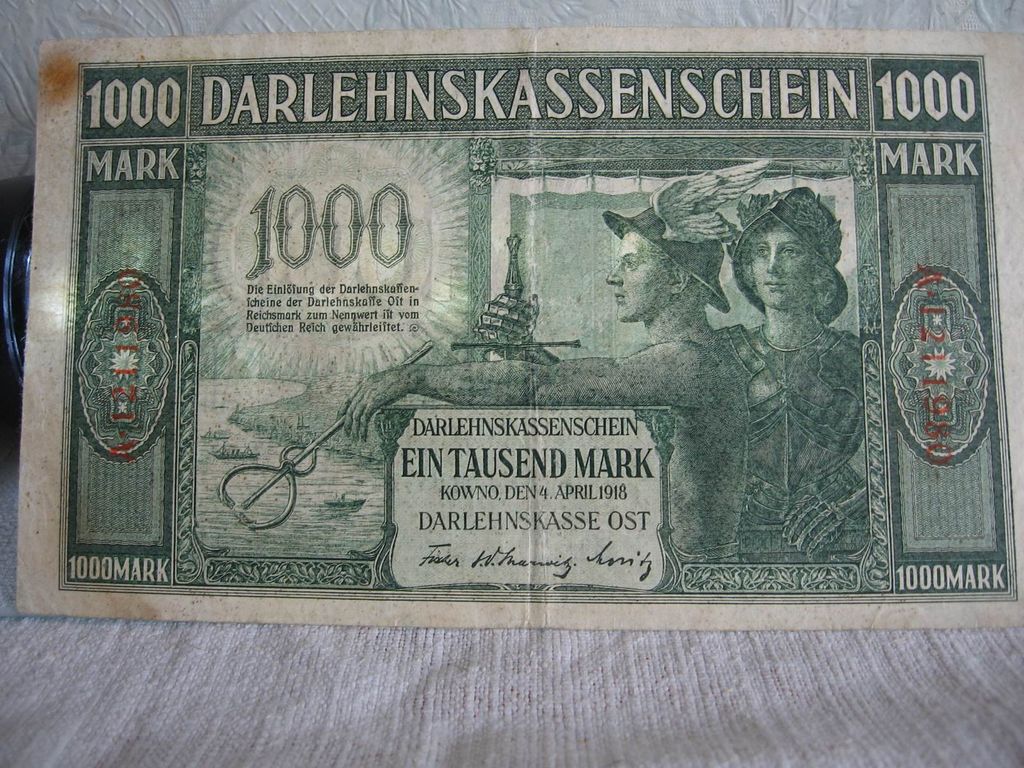 1000 DARLEHNSKASSENSCHEIN 1000
MARK MARK
1000
Die Einlösung der Darlehnskassen-
scheine der Darlehnskasse Ost in
Reichsmark zum Nennwert ist vom
Deutschen Reich gewährleistet.
DARLEHNSKASSENSCHEIN
EIN TAUSEND MARK
KOWNO, DEN 4. APRIL 1918
DARLEHNSKASSE OST
1000MARK 1000MARK